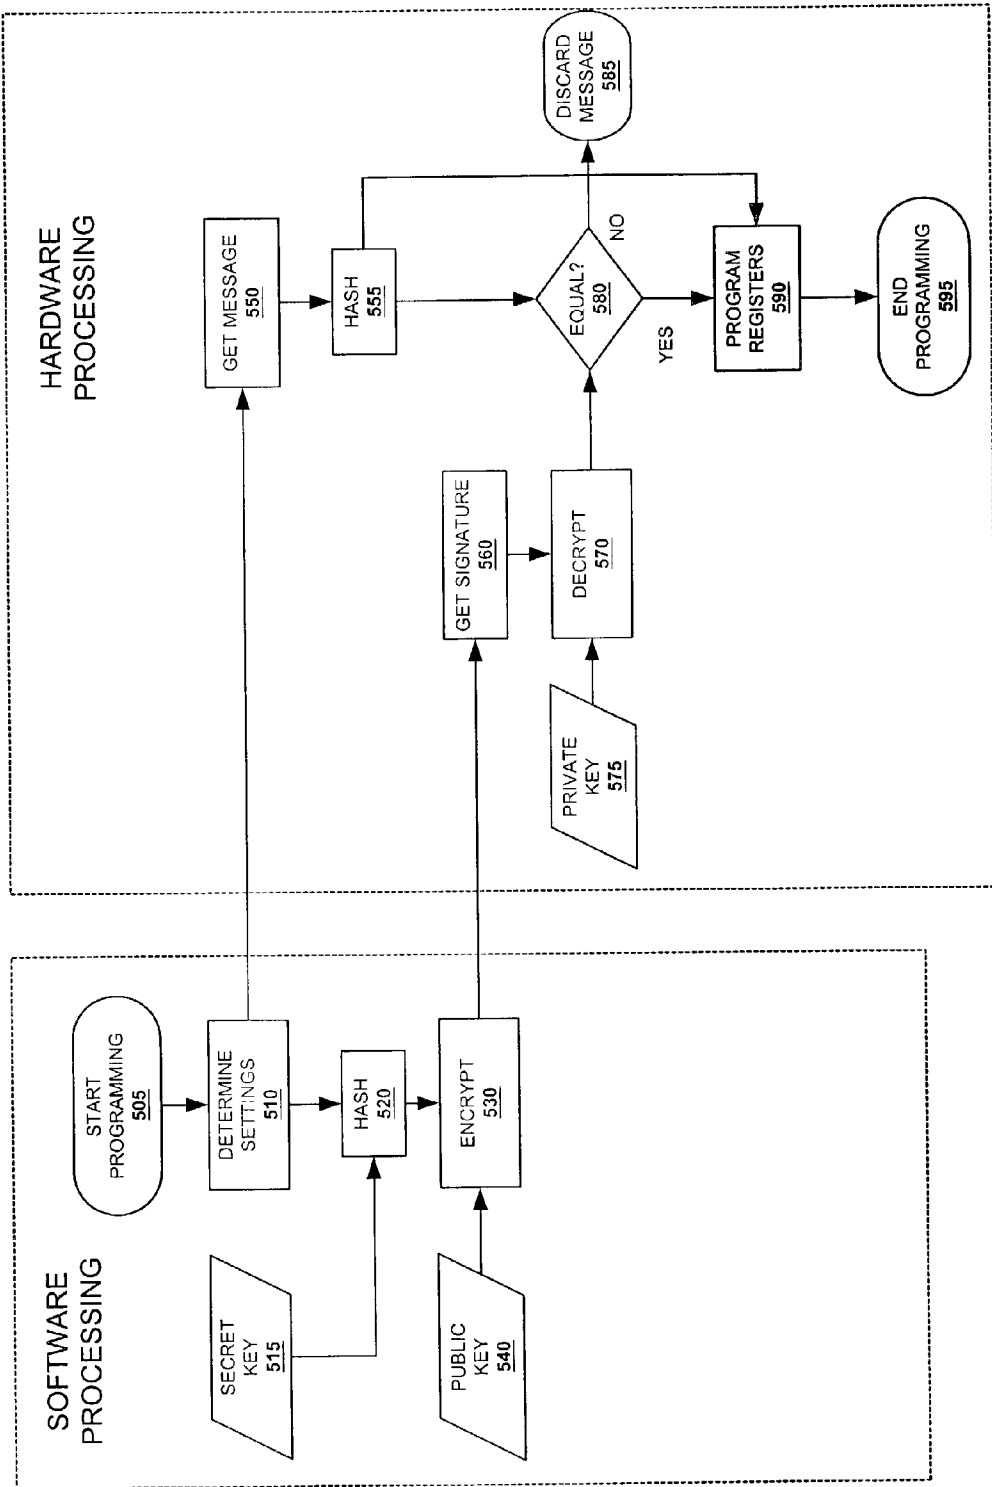 SOFTWARE
PROCESSING
START
PROGRAMMING
505
DETERMINE
SETTINGS
510
SECRET
KEY
515
HASH
520
ENCRYPT
530
PUBLIC
KEY
540
HARDWARE
PROCESSING
GET MESSAGE
550
HASH
555
GET SIGNATURE
560
DECRYPT
570
PRIVATE
KEY
575
EQUAL?
580
NO
YES
DISCARD
MESSAGE
585
PROGRAM
REGISTERS
590
END
PROGRAMMING
595